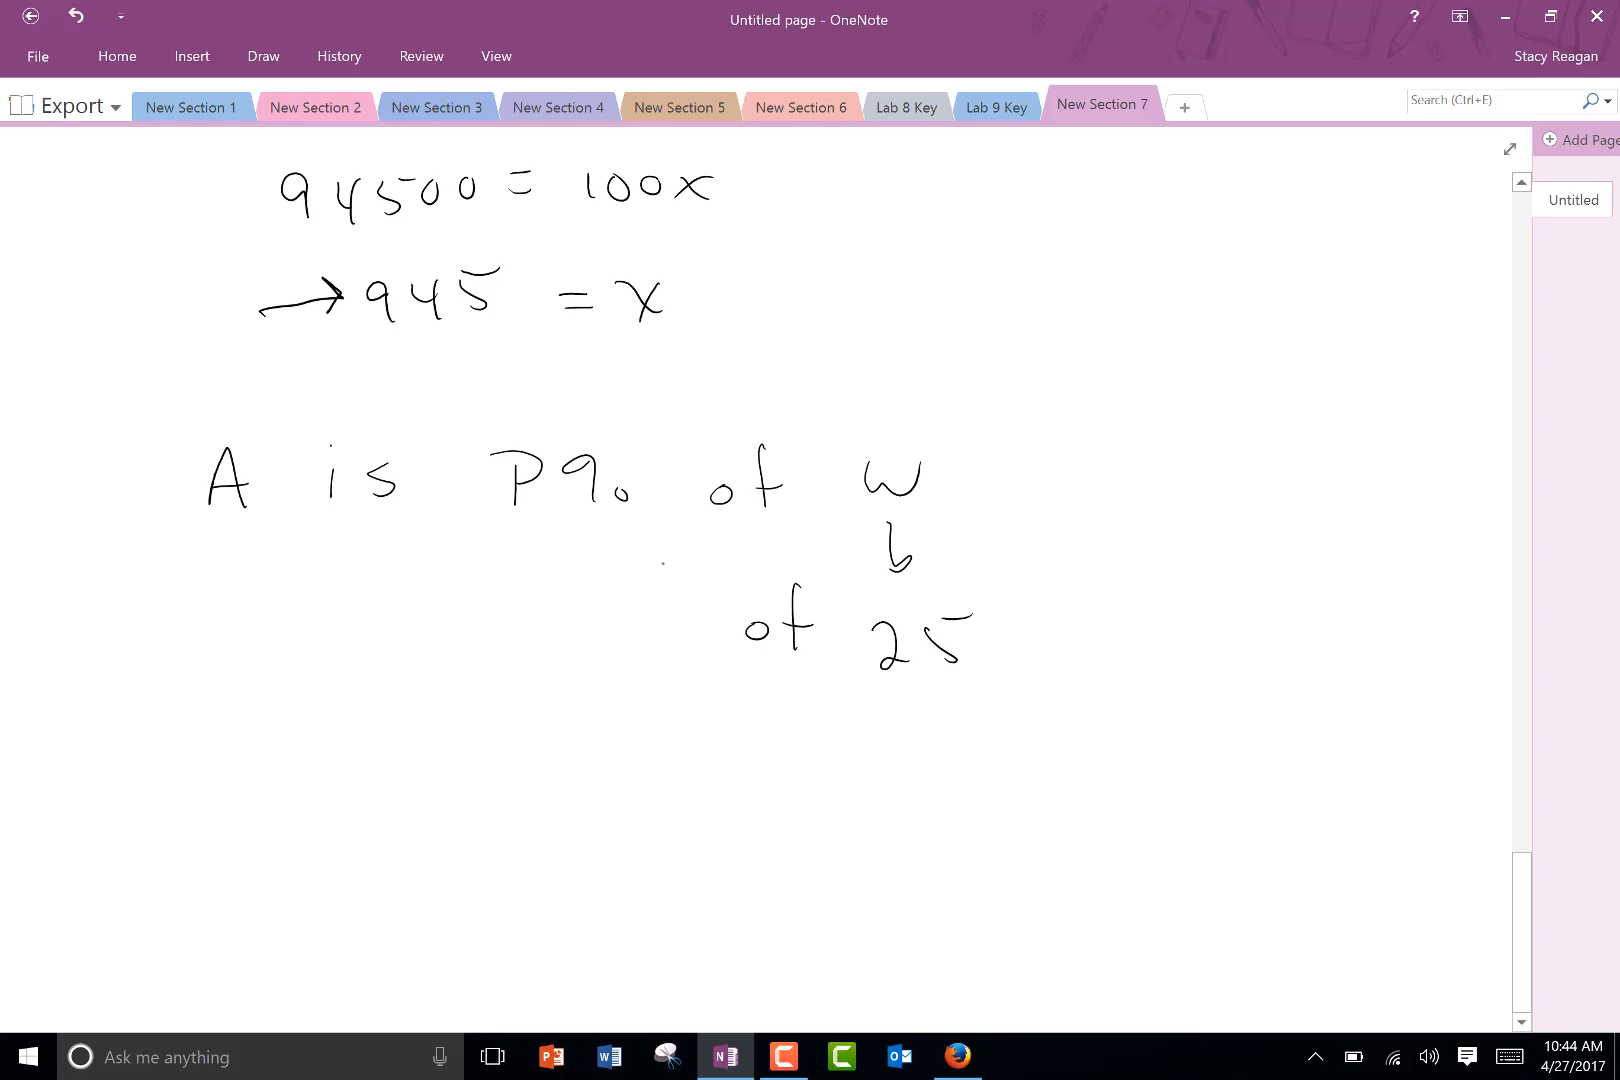 Untitled page - OneNote
?
File Home Insert Draw History Review View Stacy Reagan
Export New Section 1 New Section 2 New Section 3 New Section 4 New Section 5 New Section 6 Lab 8 Key Lab 9 Key New Section 7 + Search (Ctrl+E)
Add Page
Untitled
94500 = 100x
→ 945 = x
A is P% of w
of 25
Ask me anything
10:44 AM
4/27/2017